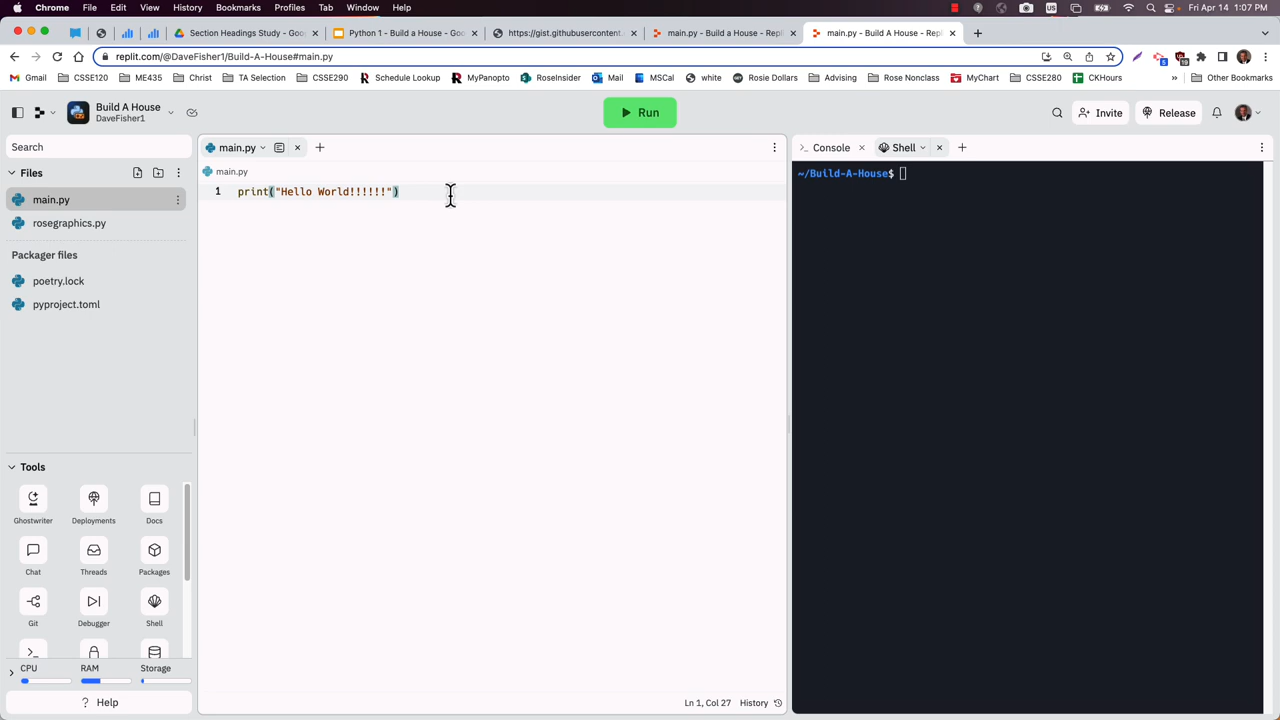 Chrome File Edit View History Bookmarks Profiles Tab Window Help Fri Apr 14 1:07 PM
Section Headings Study - Goo Python 1 - Build a House - Goo https://gist.githubusercontent. main.py - Build a House - Repl main.py - Build A House - Repl
replit.com/@DaveFisher1/Build-A-House#main.py
Gmail CSSE120 ME435 Christ TA Selection CSSE290 Schedule Lookup MyPanopto RoseInsider Mail MSCal white Rosie Dollars Advising Rose Nonclass MyChart CSSE280 CKHours » Other Bookmarks
Build A House
DaveFisher1
Run
Invite
Release
Search
main.py
Console
Shell
Files
main.py
~/Build-A-House$
1 print("Hello World!!!!!!")
main.py
rosegraphics.py
Packager files
poetry.lock
pyproject.toml
Tools
Ghostwriter Deployments Docs
Chat Threads Packages
Git Debugger Shell
CPU RAM Storage
? Help
Ln 1, Col 27 History